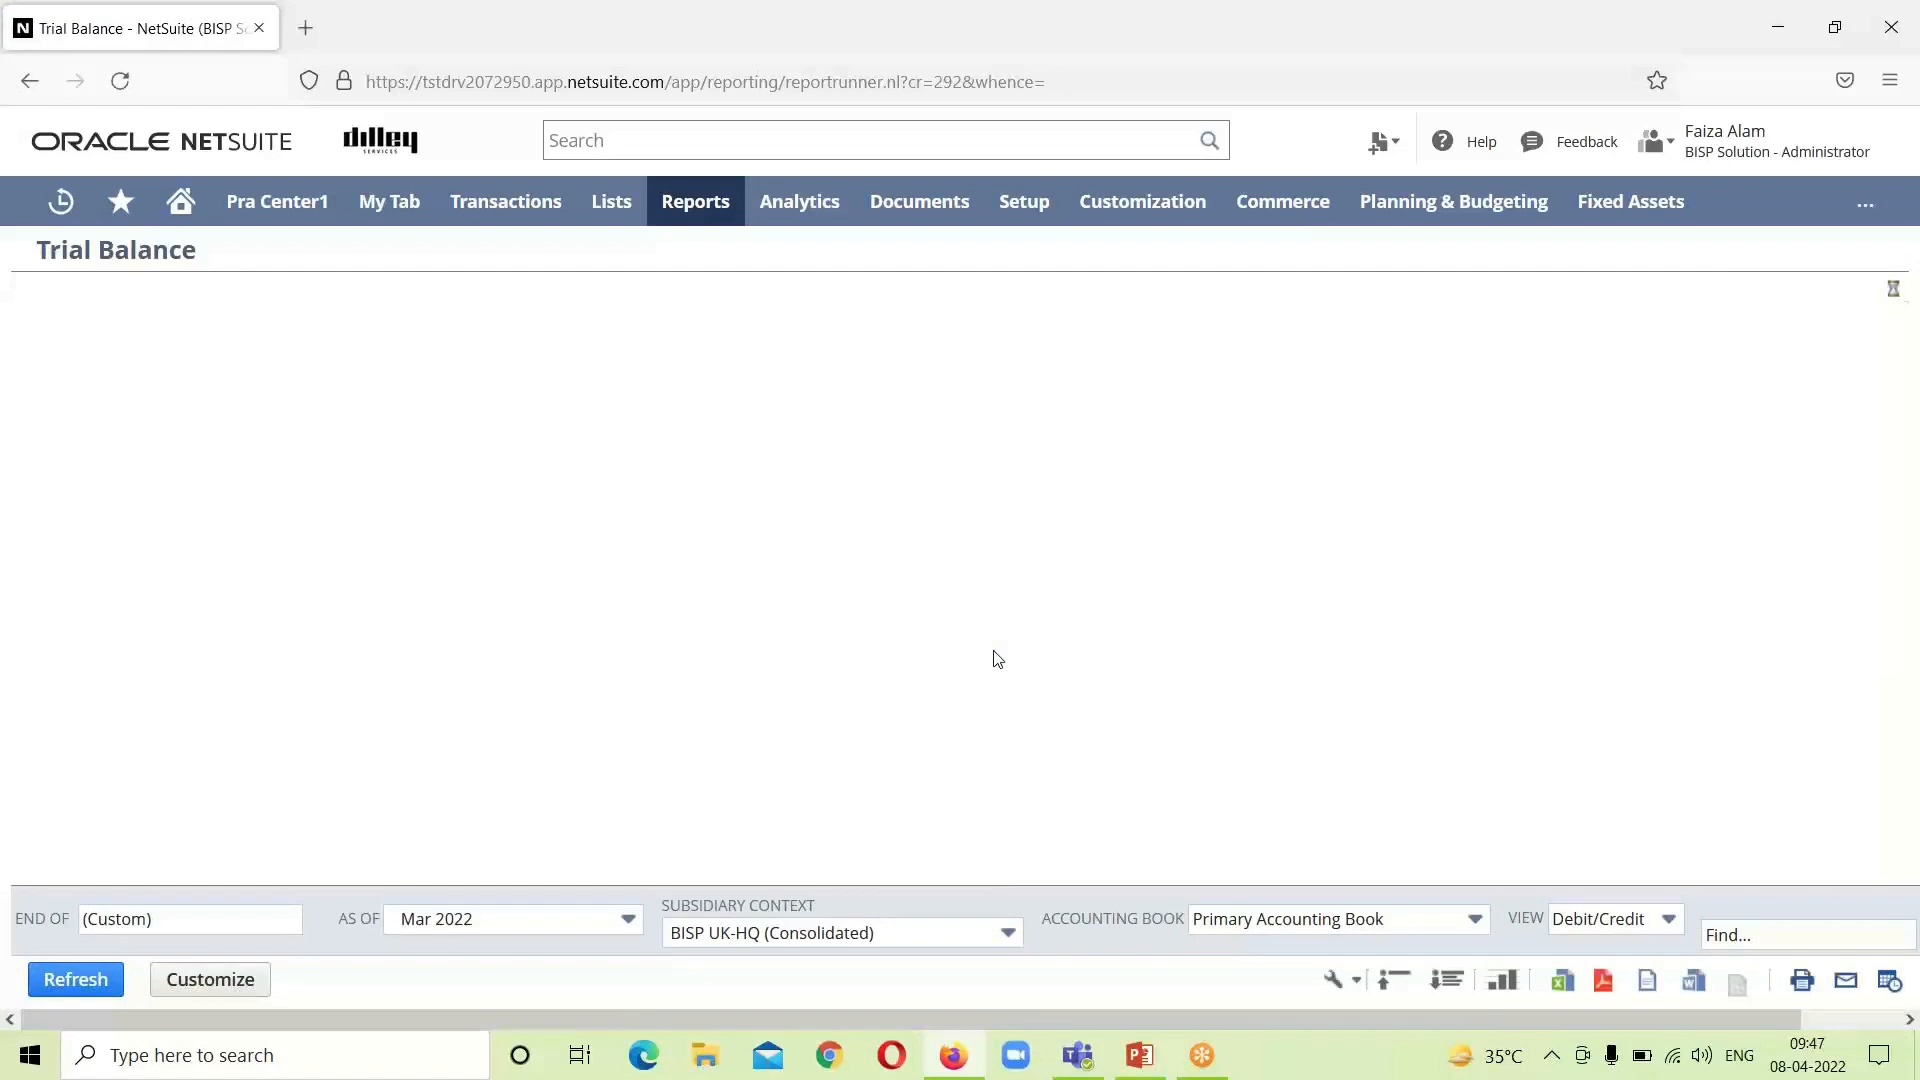 Trial Balance - NetSuite (BISP So
https://tstdrv2072950.app.netsuite.com/app/reporting/reportrunner.nl?cr=292&whence=
ORACLE NETSUITE
dilley
SERVICES
Search
Help
Feedback
Faiza Alam
BISP Solution - Administrator
Pra Center1 My Tab Transactions Lists Reports Analytics Documents Setup Customization Commerce Planning & Budgeting Fixed Assets ...
Trial Balance
END OF (Custom) AS OF Mar 2022
SUBSIDIARY CONTEXT
BISP UK-HQ (Consolidated)
ACCOUNTING BOOK Primary Accounting Book VIEW Debit/Credit Find...
Refresh Customize
Type here to search
35°C
ENG
09:47
08-04-2022